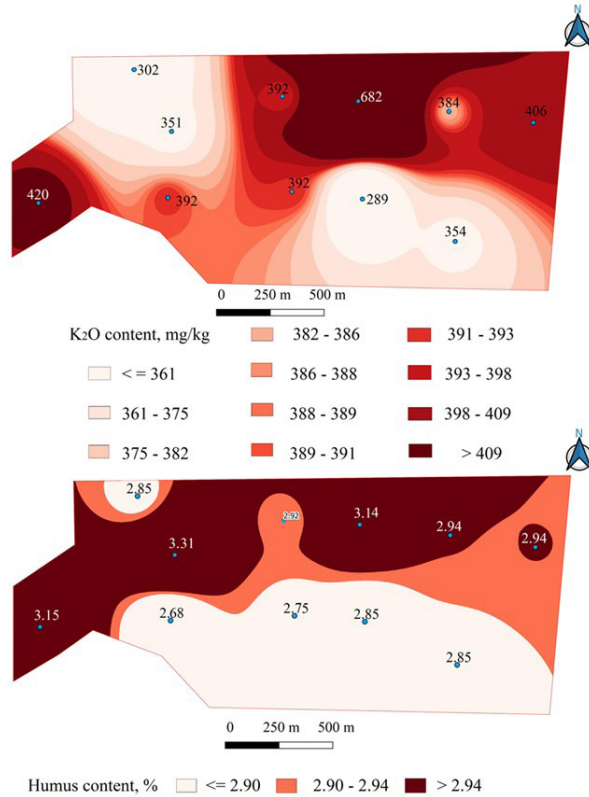 N
302
392
682
384
406
351
420
392
392
289
354
0 250 m 500 m
K2O content, mg/kg
382 - 386
391 - 393
< = 361
386 - 388
393 - 398
361 - 375
388 - 389
398 - 409
375 - 382
389 - 391
> 409
N
2.85
2.92
3.14
2.94
2.94
3.31
3.15
2.68
2.75
2.85
2.85
0 250 m 500 m
Humus content, % <= 2.90 2.90 - 2.94 > 2.94